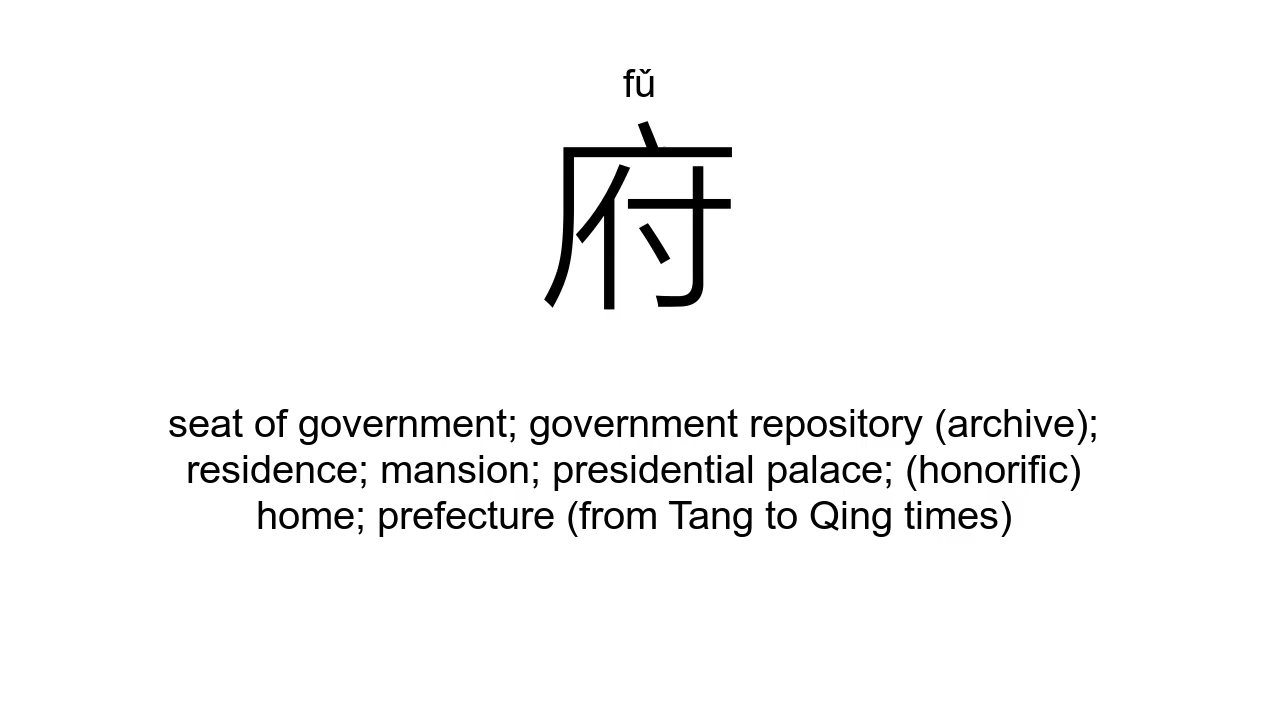 fǔ
府
seat of government; government repository (archive);
residence; mansion; presidential palace; (honorific)
home; prefecture (from Tang to Qing times)